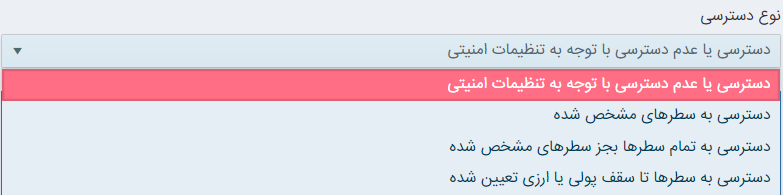 نوع دسترسی
دسترسی یا عدم دسترسی با توجه به تنظیمات امنیتی
دسترسی یا عدم دسترسی با توجه به تنظیمات امنیتی
دسترسی به سطرهای مشخص شده
دسترسی به تمام سطرها بجز سطرهای مشخص شده
دسترسی به سطرها تا سقف پولی یا ارزی تعیین شده